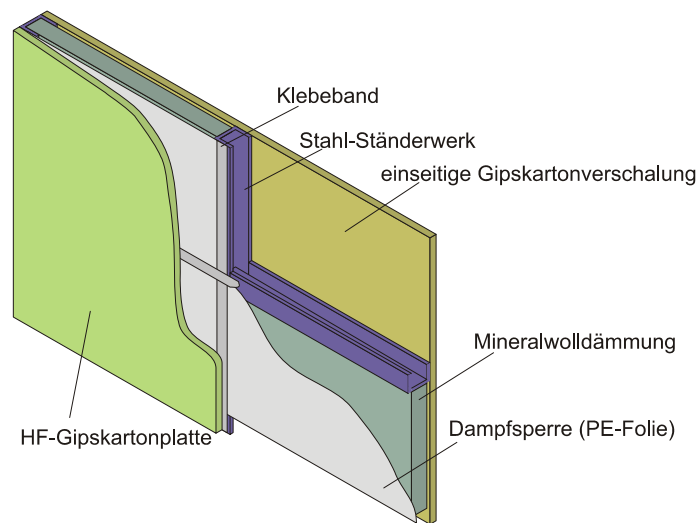 Klebeband
Stahl-Ständerwerk
einseitige Gipskartonverschalung
Mineralwolldämmung
Dampfsperre (PE-Folie)
HF-Gipskartonplatte